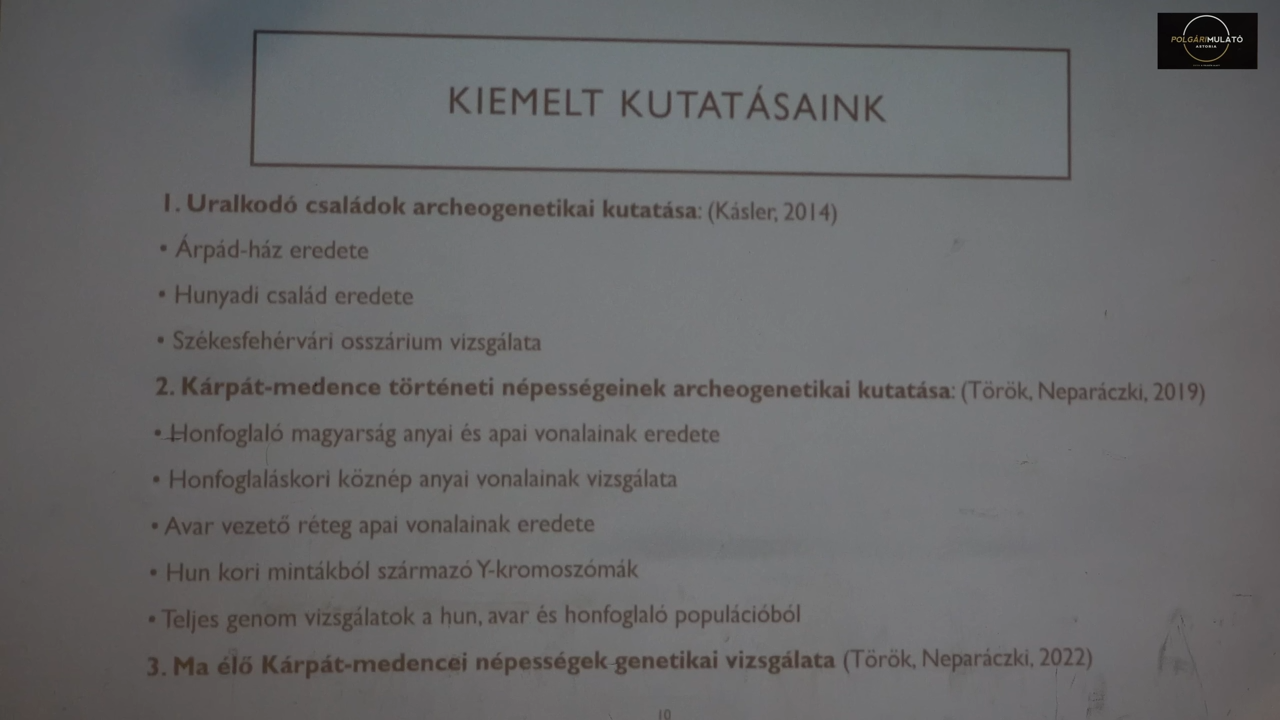 POLGÁRIMULATÓ
ASTORIA
KIEMELT KUTATÁSAINK
1. Uralkodó családok archeogenetikai kutatása: (Kásler, 2014)
• Árpád-ház eredete
• Hunyadi család eredete
• Székesfehérvári osszárium vizsgálata
2. Kárpát-medence történeti népességeinek archeogenetikai kutatása: (Török, Neparáczki, 2019)
• Honfoglaló magyarság anyai és apai vonalainak eredete
• Honfoglaláskori köznép anyai vonalainak vizsgálata
• Avar vezető réteg apai vonalainak eredete
• Hun kori mintákból származó Y-kromoszómák
• Teljes genom vizsgálatok a hun, avar és honfoglaló populációból
3. Ma élő Kárpát-medencei népességek genetikai vizsgálata (Török, Neparáczki, 2022)